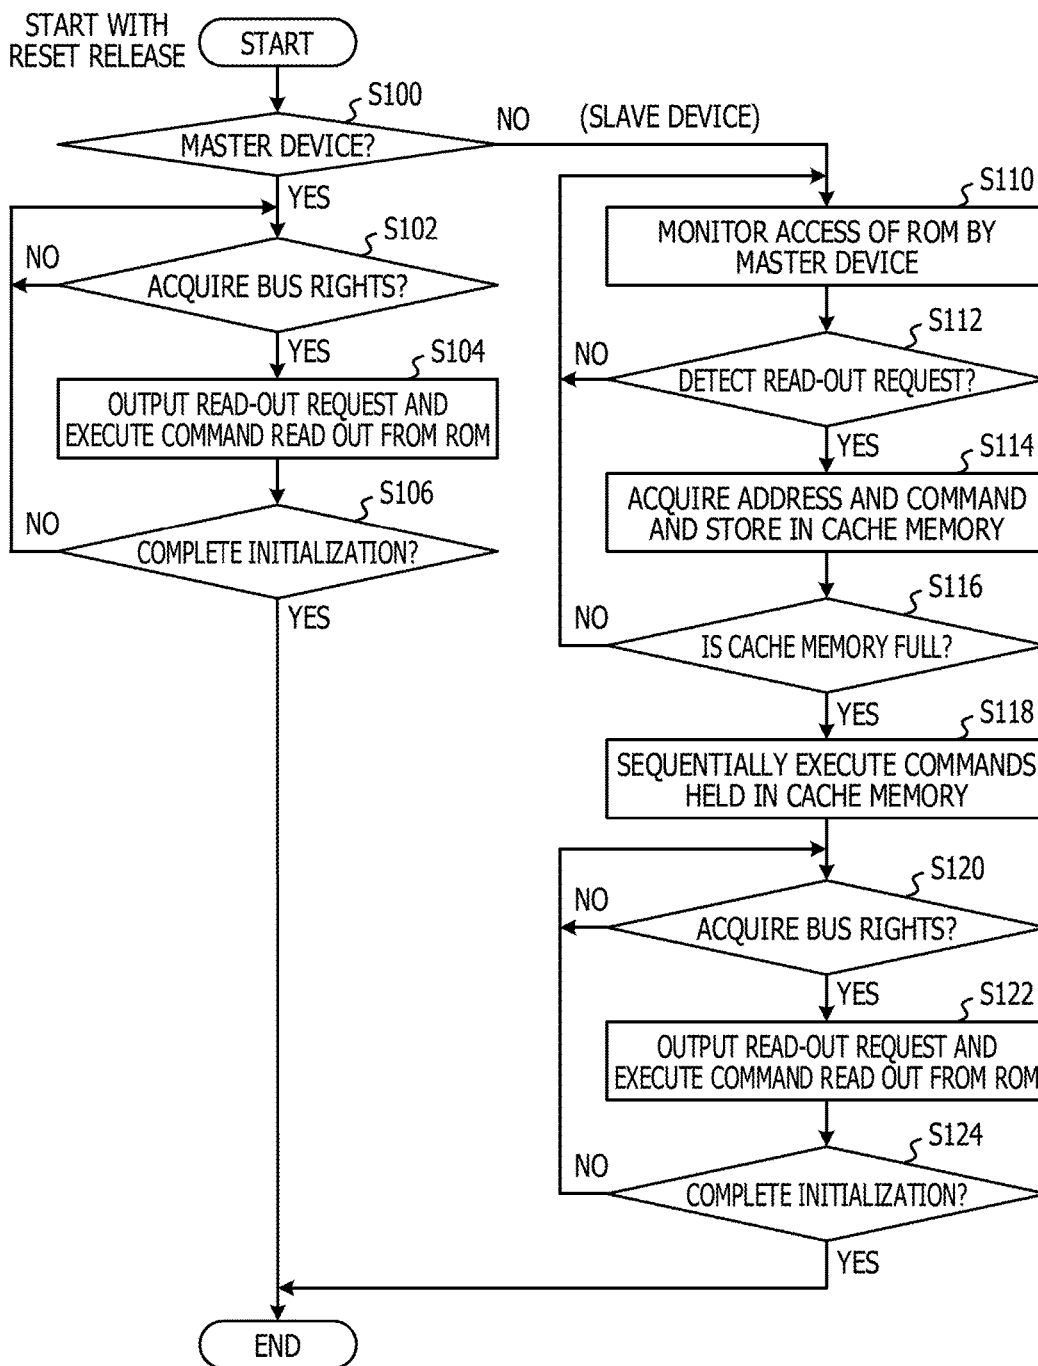 START WITH
RESET RELEASE
START
S100
MASTER DEVICE?
NO
(SLAVE DEVICE)
YES
S102
NO
ACQUIRE BUS RIGHTS?
YES
S104
OUTPUT READ-OUT REQUEST AND
EXECUTE COMMAND READ OUT FROM ROM
S106
NO
COMPLETE INITIALIZATION?
YES
S110
MONITOR ACCESS OF ROM BY
MASTER DEVICE
S112
NO
DETECT READ-OUT REQUEST?
YES
S114
ACQUIRE ADDRESS AND COMMAND
AND STORE IN CACHE MEMORY
S116
NO
IS CACHE MEMORY FULL?
YES
S118
SEQUENTIALLY EXECUTE COMMANDS
HELD IN CACHE MEMORY
S120
NO
ACQUIRE BUS RIGHTS?
YES
S122
OUTPUT READ-OUT REQUEST AND
EXECUTE COMMAND READ OUT FROM ROM
S124
NO
COMPLETE INITIALIZATION?
YES
END